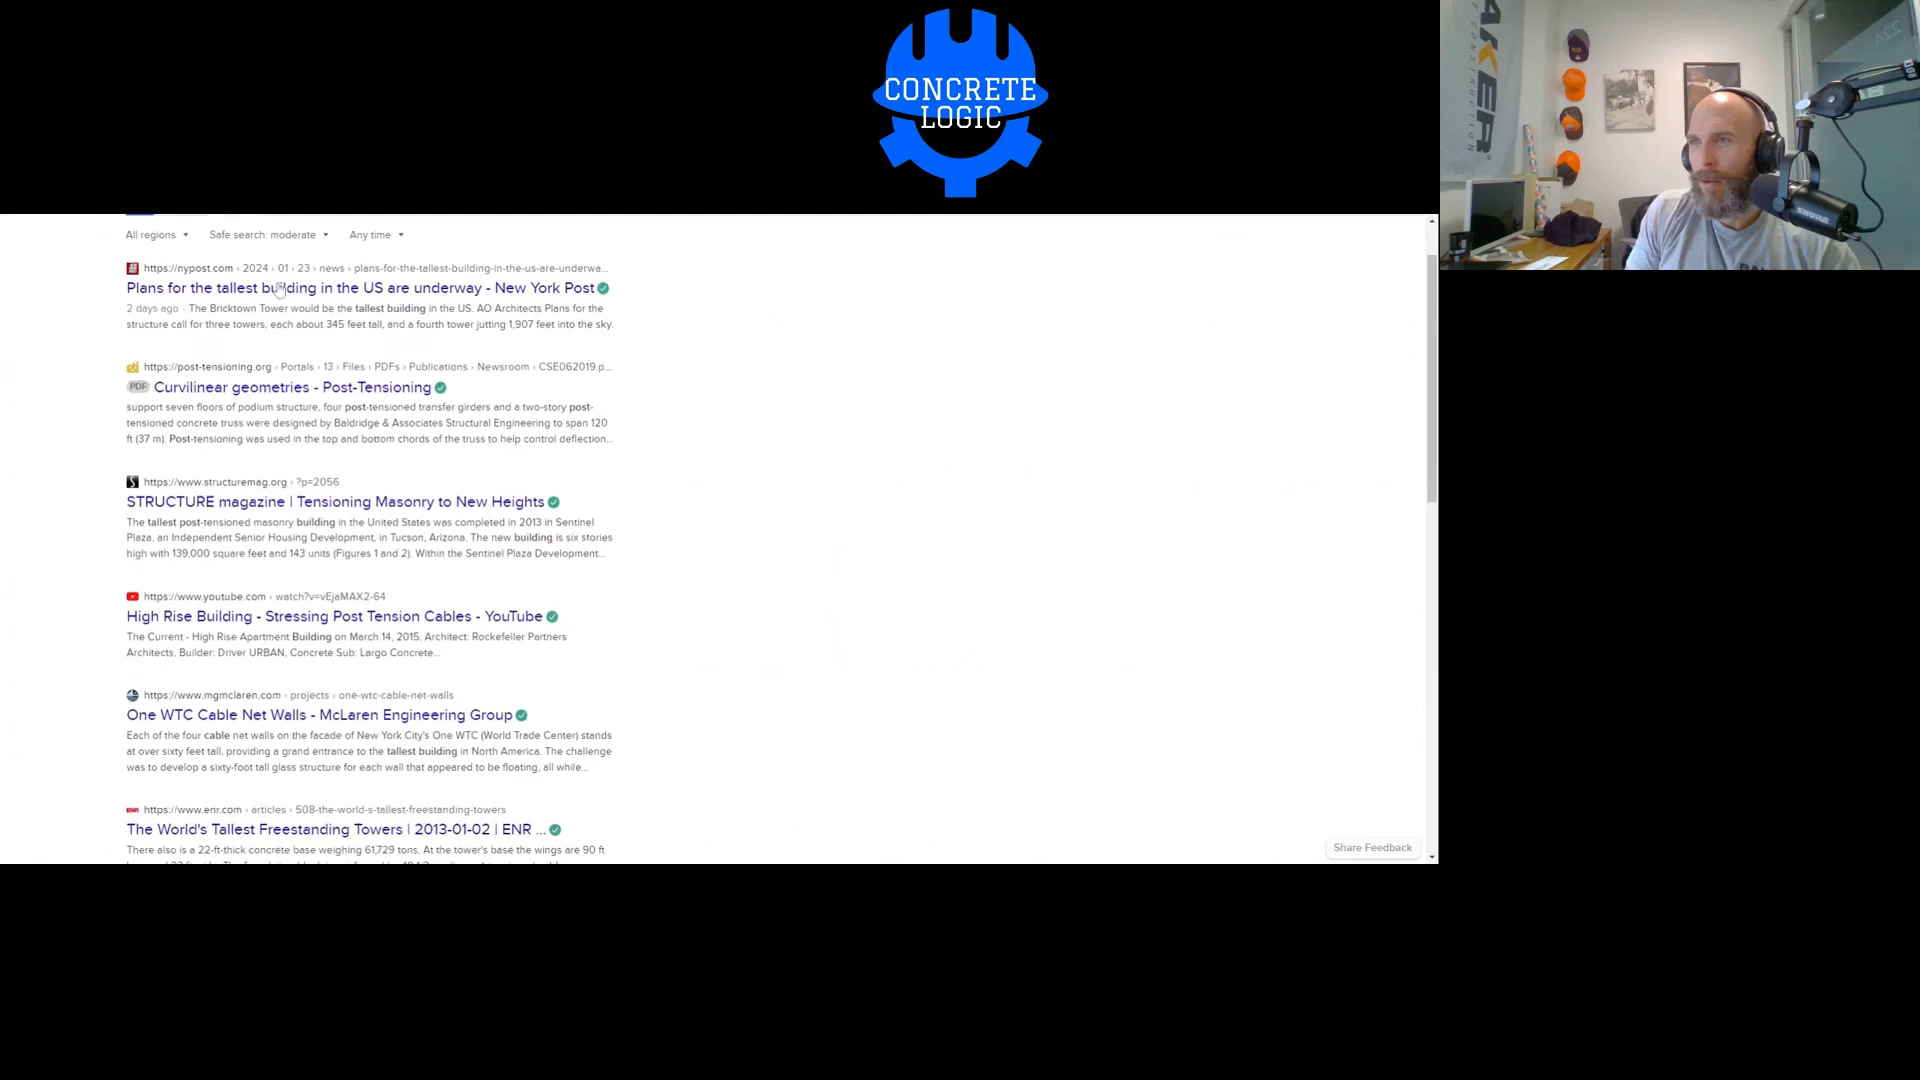 CONCRETE
LOGIC
AKER
CONSTRUCTION
SHURE
All regions
Safe search: moderate
Any time
https://nypost.com › 2024 › 01 › 23 › news › plans-for-the-tallest-building-in-the-us-are-underwa...
Plans for the tallest building in the US are underway - New York Post
2 days ago · The Bricktown Tower would be the tallest building in the US. AO Architects Plans for the
structure call for three towers, each about 345 feet tall, and a fourth tower jutting 1,907 feet into the sky.
https://post-tensioning.org › Portals › 13 › Files › PDFs › Publications › Newsroom › CSE062019.p...
PDF Curvilinear geometries - Post-Tensioning
support seven floors of podium structure, four post-tensioned transfer girders and a two-story post-
tensioned concrete truss were designed by Baldridge & Associates Structural Engineering to span 120
ft (37 m). Post-tensioning was used in the top and bottom chords of the truss to help control deflection...
https://www.structuremag.org › ?p=2056
STRUCTURE magazine | Tensioning Masonry to New Heights
The tallest post-tensioned masonry building in the United States was completed in 2013 in Sentinel
Plaza, an Independent Senior Housing Development, in Tucson, Arizona. The new building is six stories
high with 139,000 square feet and 143 units (Figures 1 and 2). Within the Sentinel Plaza Development...
https://www.youtube.com › watch?v=vEjaMAX2-64
High Rise Building - Stressing Post Tension Cables - YouTube
The Current - High Rise Apartment Building on March 14, 2015. Architect: Rockefeller Partners
Architects, Builder: Driver URBAN, Concrete Sub: Largo Concrete...
https://www.mgmclaren.com › projects › one-wtc-cable-net-walls
One WTC Cable Net Walls - McLaren Engineering Group
Each of the four cable net walls on the facade of New York City's One WTC (World Trade Center) stands
at over sixty feet tall, providing a grand entrance to the tallest building in North America. The challenge
was to develop a sixty-foot tall glass structure for each wall that appeared to be floating, all while...
https://www.enr.com › articles › 508-the-world-s-tallest-freestanding-towers
The World's Tallest Freestanding Towers | 2013-01-02 | ENR ...
There also is a 22-ft-thick concrete base weighing 61,729 tons. At the tower's base the wings are 90 ft
Share Feedback